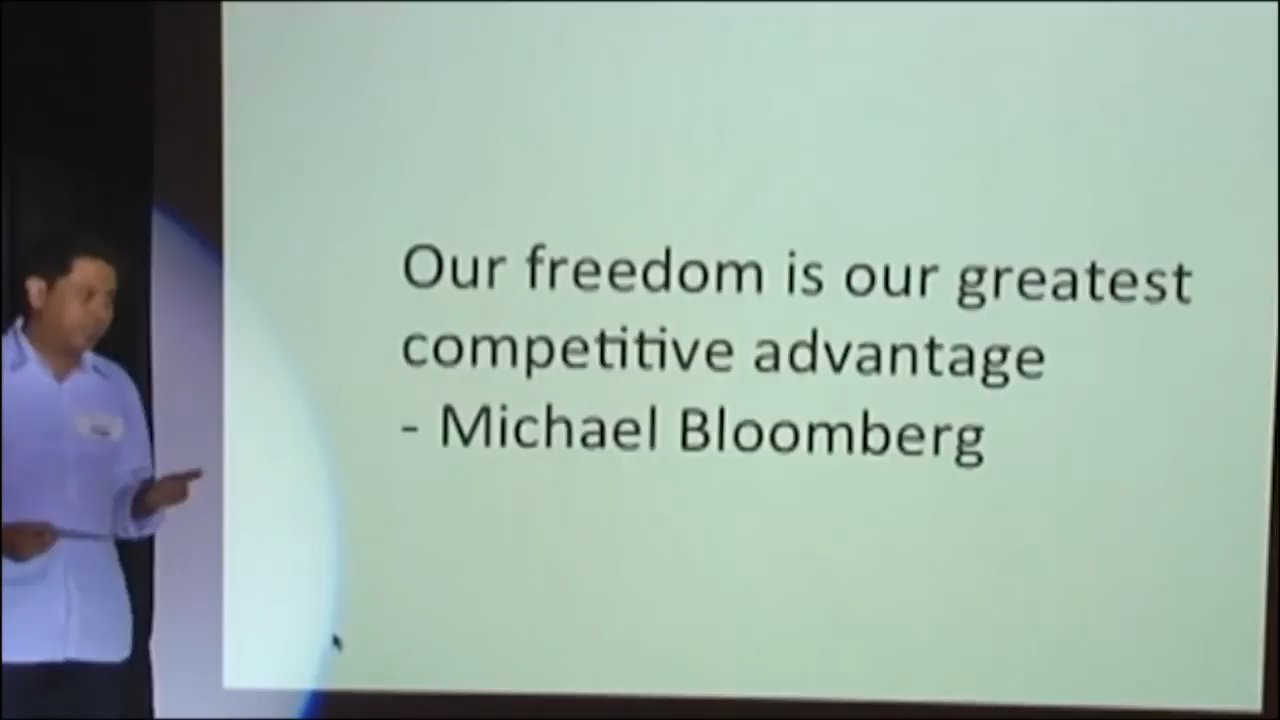 Our freedom is our greatest
competitive advantage
- Michael Bloomberg